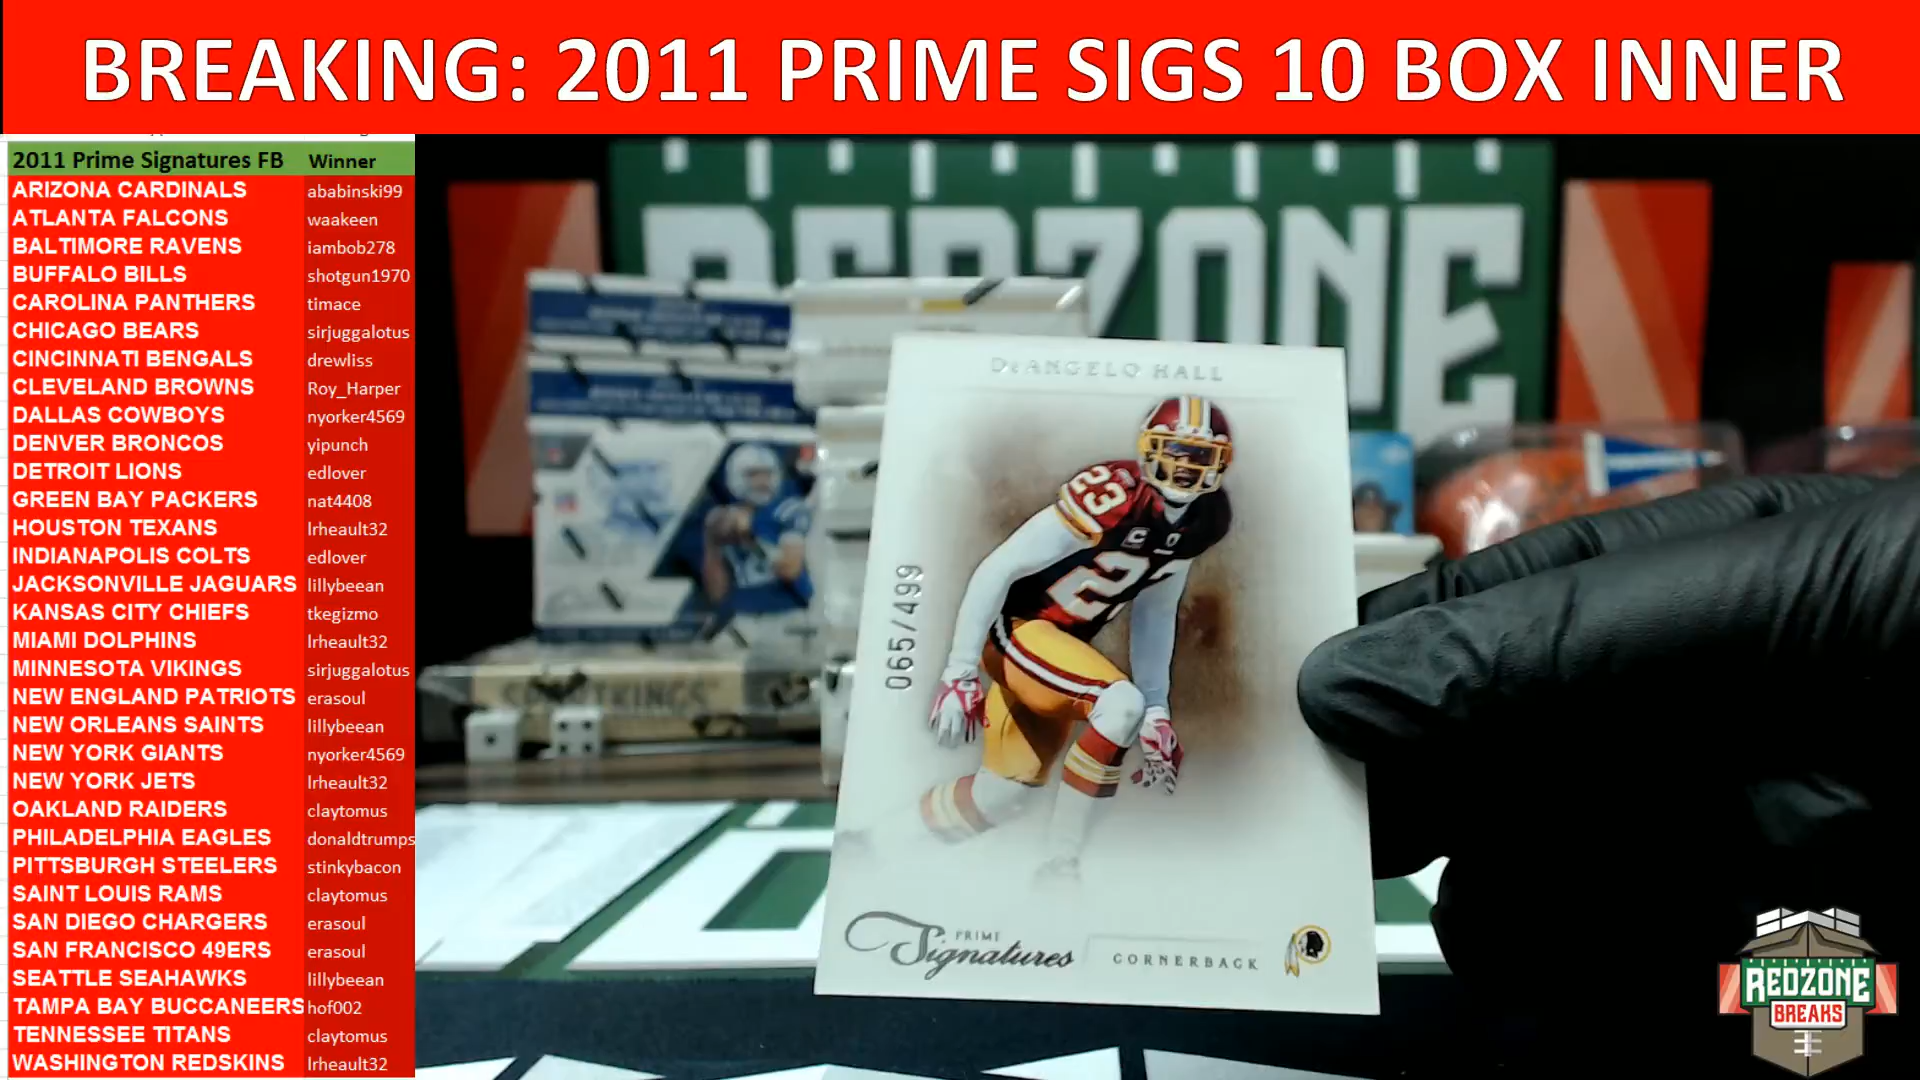 BREAKING: 2011 PRIME SIGS 10 BOX INNER
2011 Prime Signatures FB Winner
ARIZONA CARDINALS ababinski99
ATLANTA FALCONS waakeen
BALTIMORE RAVENS iambob278
BUFFALO BILLS shotgun1970
CAROLINA PANTHERS timace
CHICAGO BEARS sirjuggalotus
CINCINNATI BENGALS drewliss
CLEVELAND BROWNS Roy_Harper
DALLAS COWBOYS nyorker4569
DENVER BRONCOS yipunch
DETROIT LIONS edlover
GREEN BAY PACKERS nat4408
HOUSTON TEXANS lrheault32
INDIANAPOLIS COLTS edlover
JACKSONVILLE JAGUARS lillybeean
KANSAS CITY CHIEFS tkegizmo
MIAMI DOLPHINS lrheault32
MINNESOTA VIKINGS sirjuggalotus
NEW ENGLAND PATRIOTS erasoul
NEW ORLEANS SAINTS lillybeean
NEW YORK GIANTS nyorker4569
NEW YORK JETS lrheault32
OAKLAND RAIDERS claytomus
PHILADELPHIA EAGLES donaldtrumps
PITTSBURGH STEELERS stinkybacon
SAINT LOUIS RAMS claytomus
SAN DIEGO CHARGERS erasoul
SAN FRANCISCO 49ERS erasoul
SEATTLE SEAHAWKS lillybeean
TAMPA BAY BUCCANEERS hof002
TENNESSEE TITANS claytomus
WASHINGTON REDSKINS lrheault32
REDZONE
DeANGELO HALL
23
C
23
065/499
SPORTKINGS
PRIME
Signatures
CORNERBACK
REDZONE
BREAKS